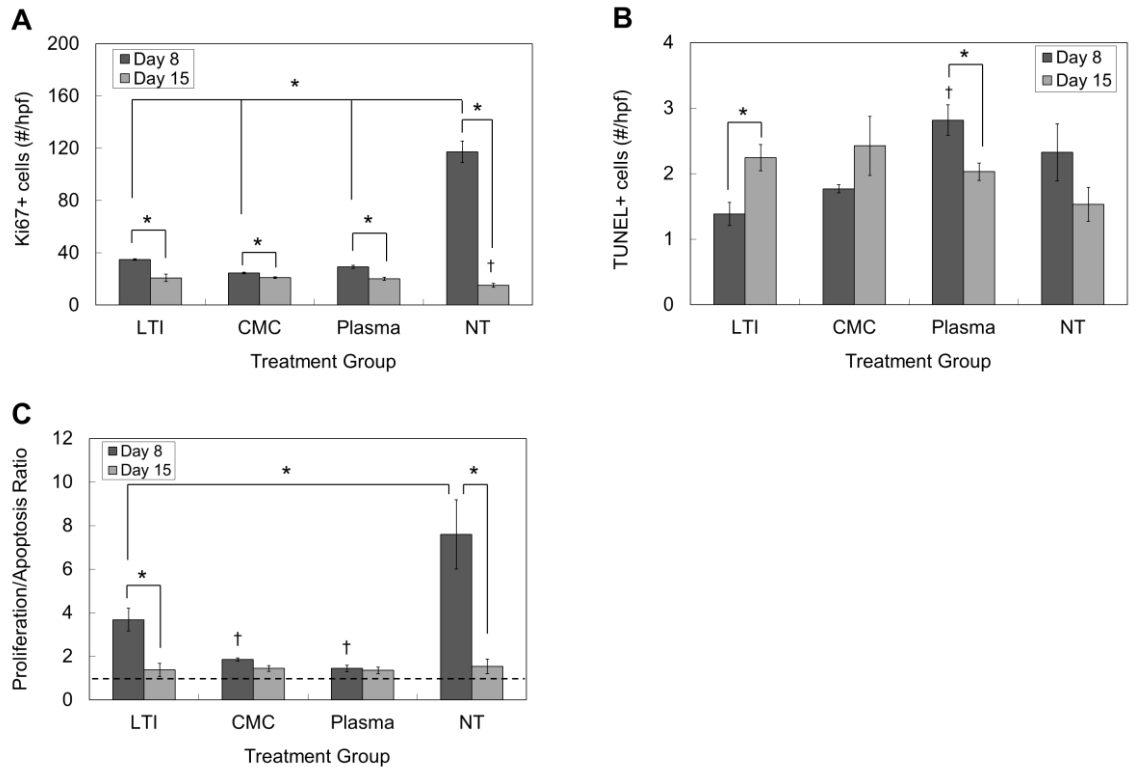 A
Ki67+ cells (#/hpf)
200
160
120
80
40
0
Day 8
Day 15
*
*
*
*
*
†
LTI CMC Plasma NT
Treatment Group
B
TUNEL+ cells (#/hpf)
4
3
2
1
0
Day 8
Day 15
*
*
†
LTI CMC Plasma NT
Treatment Group
C
Proliferation/Apoptosis Ratio
12
10
8
6
4
2
0
Day 8
Day 15
*
*
*
†
†
LTI CMC Plasma NT
Treatment Group